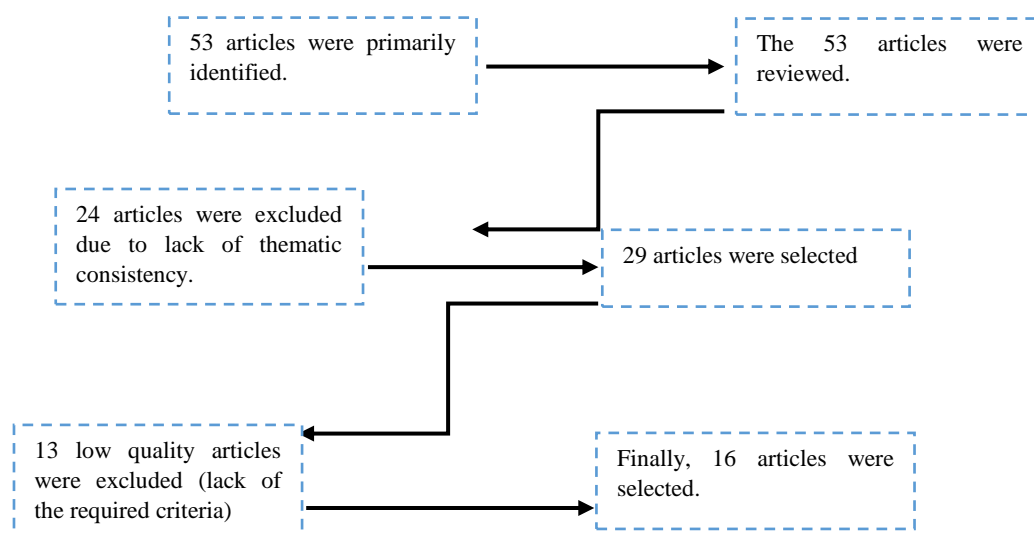 53 articles were primarily
identified.
The 53 articles were
reviewed.
24 articles were excluded
due to lack of thematic
consistency.
29 articles were selected
13 low quality articles
were excluded (lack of
the required criteria)
Finally, 16 articles were
selected.